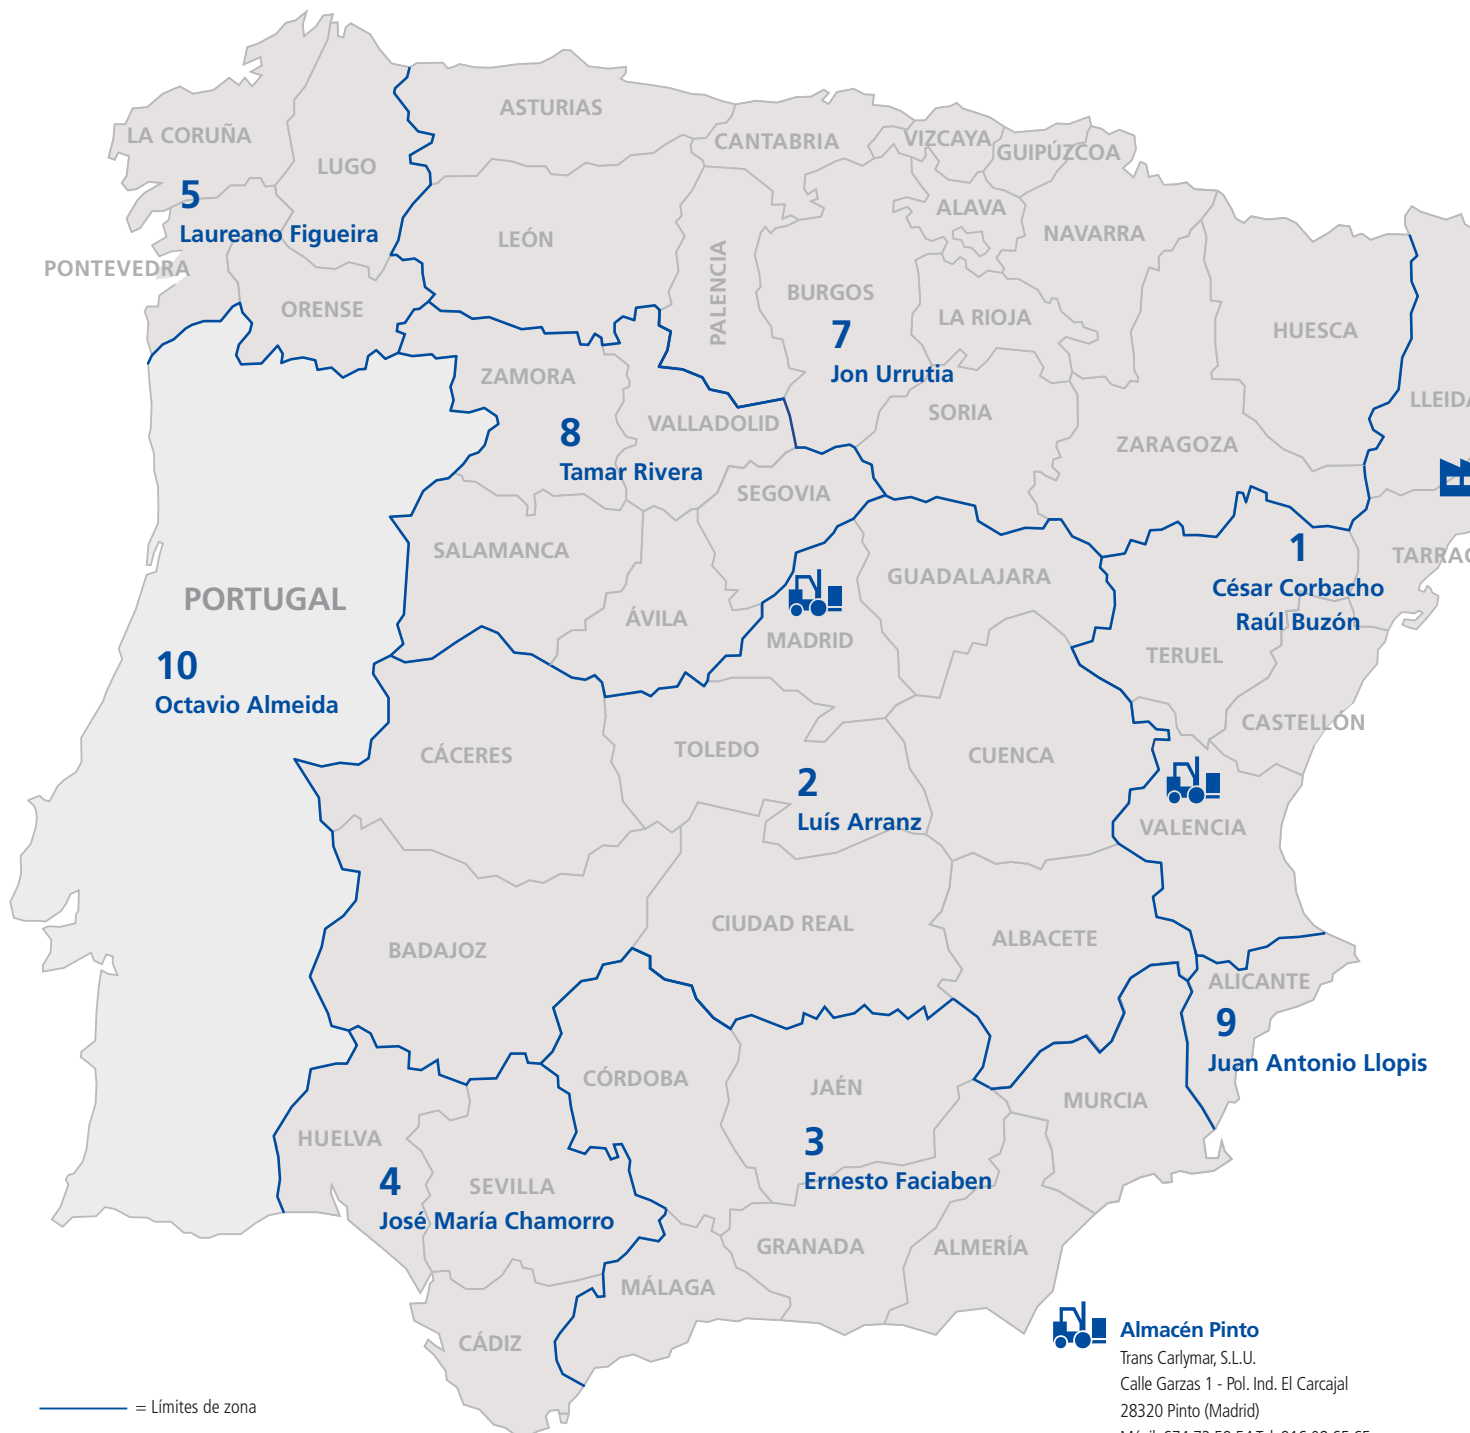 ASTURIAS
CANTABRIA
VIZCAYA
GUIPÚZCOA
LA CORUÑA
LUGO
5
Laureano Figueira
ALAVA
NAVARRA
LEÓN
PALENCIA
PONTEVEDRA
ORENSE
BURGOS
7
Jon Urrutia
LA RIOJA
HUESCA
ZAMORA
LLEIDA
8
Tamar Rivera
VALLADOLID
SORIA
ZARAGOZA
SEGOVIA
SALAMANCA
1
César Corbacho
Raúl Buzón
TARRAG
GUADALAJARA
PORTUGAL
ÁVILA
MADRID
TERUEL
10
Octavio Almeida
CASTELLÓN
CÁCERES
TOLEDO
CUENCA
2
Luís Arranz
VALENCIA
BADAJOZ
CIUDAD REAL
ALBACETE
ALICANTE
9
Juan Antonio Llopis
CÓRDOBA
JAÉN
MURCIA
HUELVA
3
Ernesto Faciaben
4
José María Chamorro
SEVILLA
GRANADA
ALMERÍA
MÁLAGA
CÁDIZ
Almacén Pinto
Trans Carlymar, S.L.U.
Calle Garzas 1 - Pol. Ind. El Carcajal
28320 Pinto (Madrid)
= Límites de zona